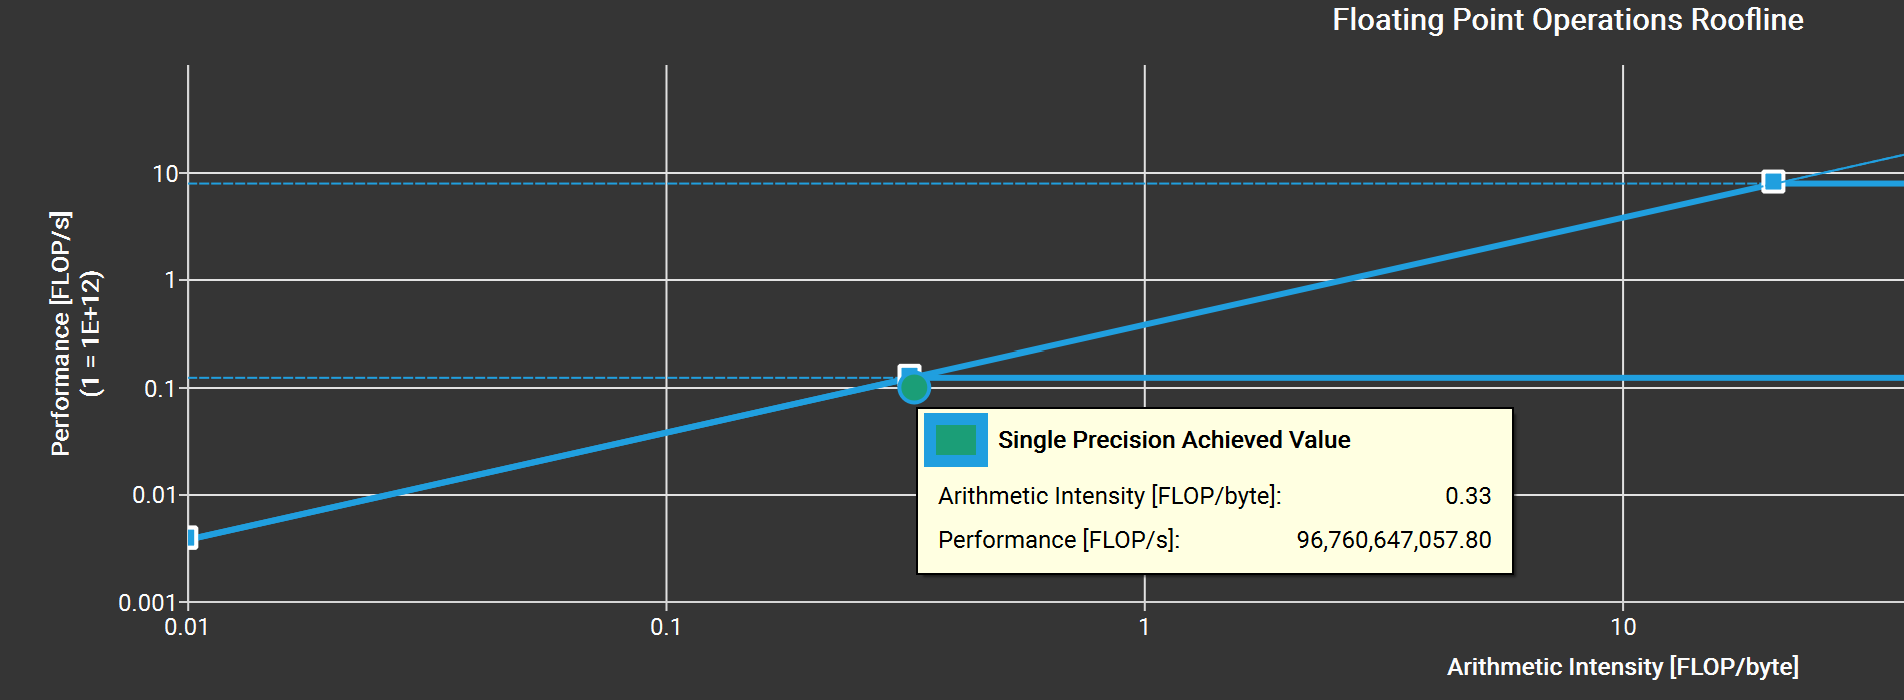 Floating Point Operations Roofline
Performance [FLOP/s]
(1 = 1E+12)
10
1
0.1
0.01
0.001
0.01
0.1
1
10
Single Precision Achieved Value
Arithmetic Intensity [FLOP/byte]: 0.33
Performance [FLOP/s]: 96,760,647,057.80
Arithmetic Intensity [FLOP/byte]